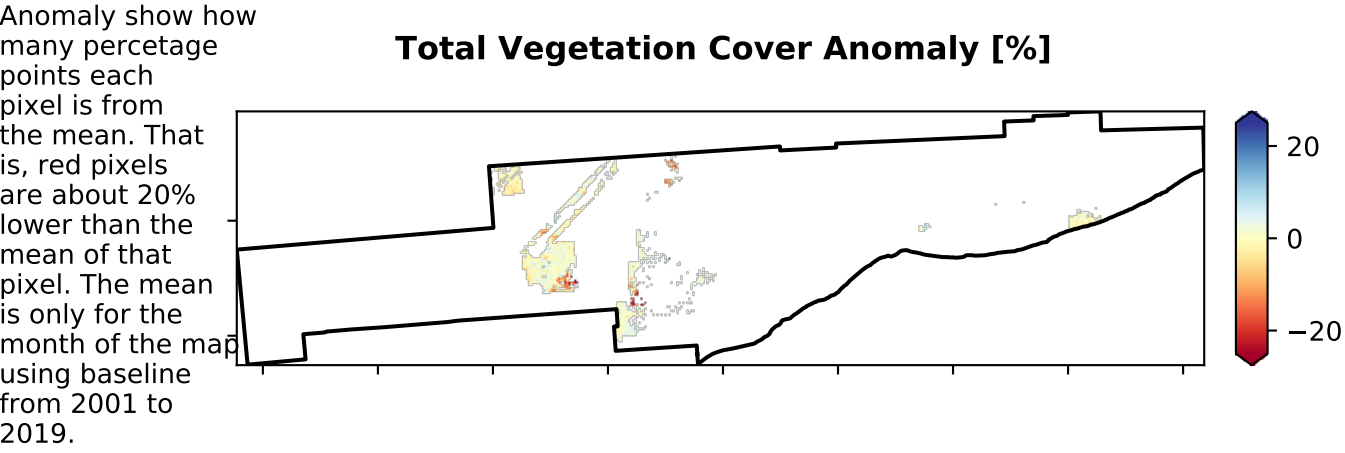 Anomaly show how
many percetage
points each
pixel is from
the mean. That
is, red pixels
are about 20%
lower than the
mean of that
pixel. The mean
is only for the
month of the map
using baseline
from 2001 to
2019.
Total Vegetation Cover Anomaly [%]
20
0
−20